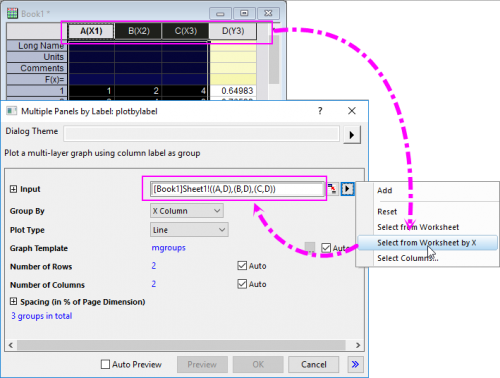 Book1 *
A(X1) B(X2) C(X3) D(Y3)
Long Name
Units
Comments
F(x)=
1 1 2 4 0.64983
Multiple Panels by Label: plotbylabel
Dialog Theme
Plot a multi-layer graph using column label as group
Input [Book1]Sheet1!((A,D),(B,D),(C,D))
Group By X Column
Plot Type Line
Graph Template mgroups Auto
Number of Rows 2 Auto
Number of Columns 2 Auto
Spacing (in % of Page Dimension)
3 groups in total
Auto Preview Preview OK Cancel
Add
Reset
Select from Worksheet
Select from Worksheet by X
Select Columns...